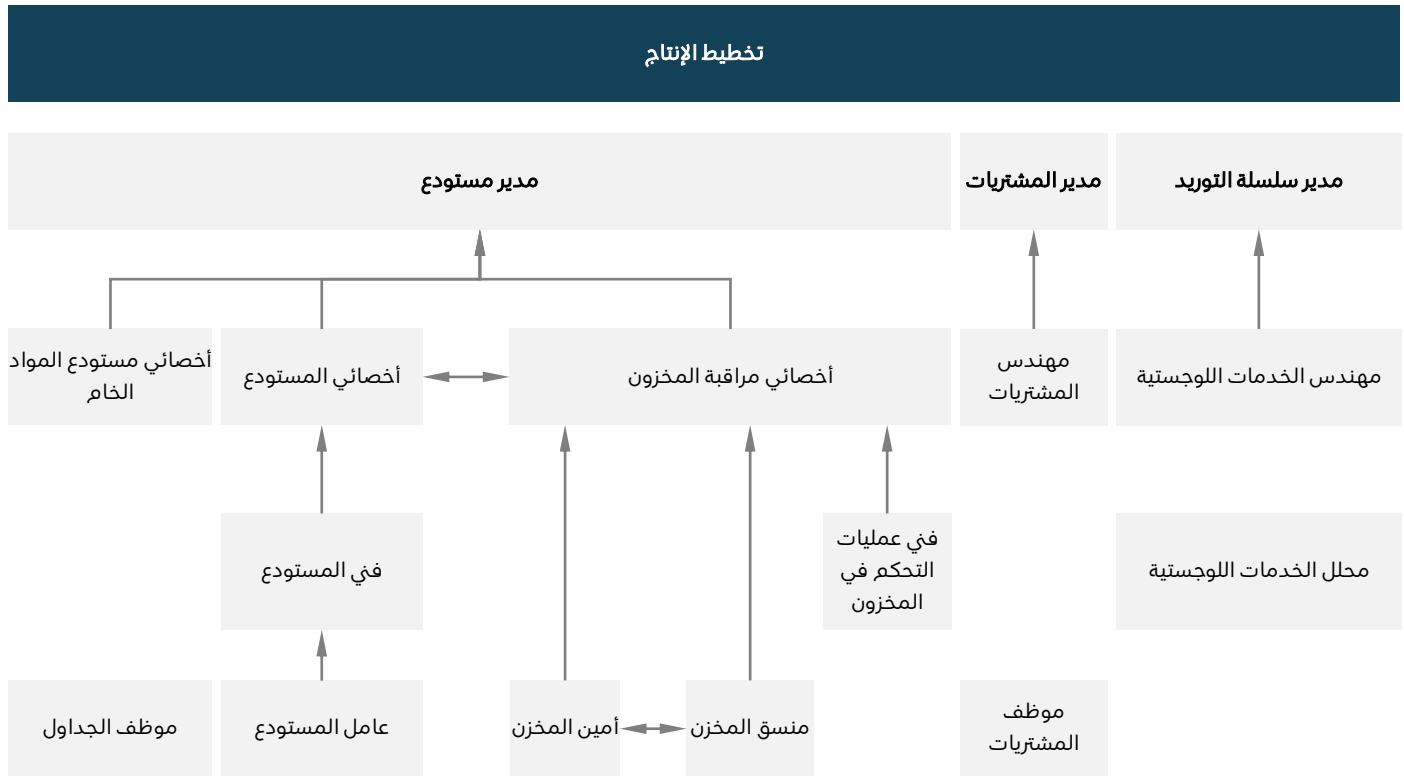 تخطيط الإنتاج
مدير سلسلة التوريد
مدير المشتريات
مدير مستودع
مهندس الخدمات اللوجستية
مهندس
المشتريات
أخصائي مراقبة المخزون
أخصائي المستودع
أخصائي مستودع المواد
الخام
محلل الخدمات اللوجستية
فني عمليات
التحكم في
المخزون
فني المستودع
موظف
المشتريات
منسق المخزن
أمين المخزن
عامل المستودع
موظف الجداول